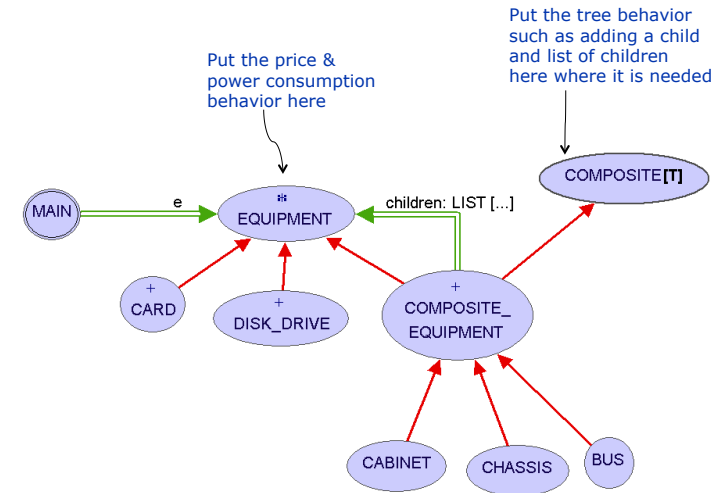 Put the tree behavior
such as adding a child
and list of children
here where it is needed
Put the price &
power consumption
behavior here
COMPOSITE[T]
MAIN
e
*
EQUIPMENT
children: LIST [...]
+
CARD
+
DISK_DRIVE
+
COMPOSITE_
EQUIPMENT
CABINET
CHASSIS
BUS